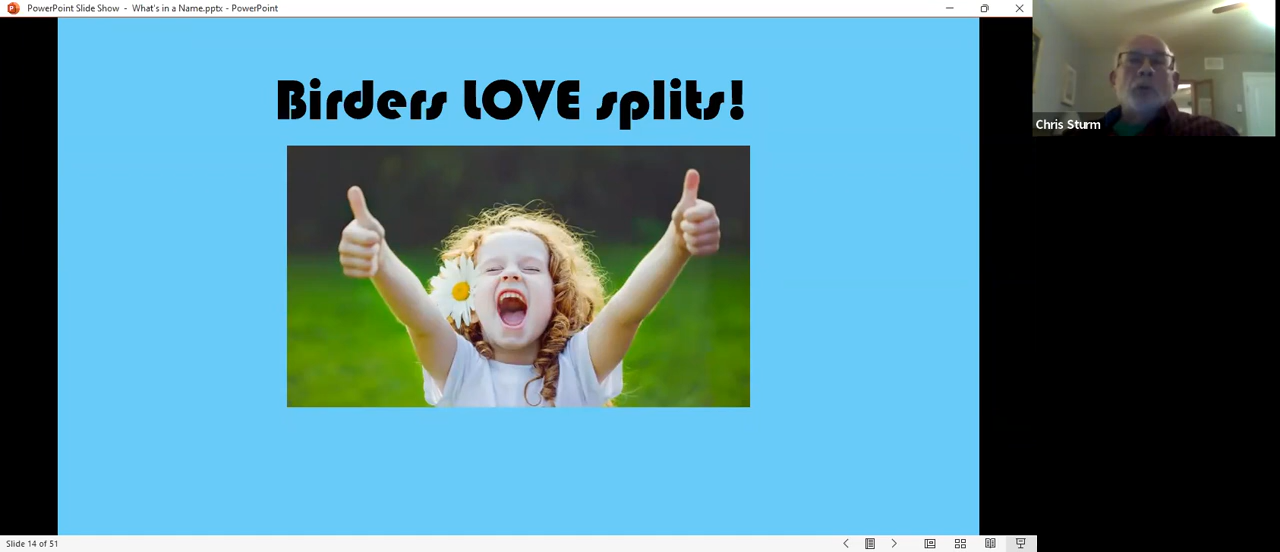 PowerPoint Slide Show - What's in a Name.pptx - PowerPoint
Birders LOVE splits!
Chris Sturm
Slide 14 of 51